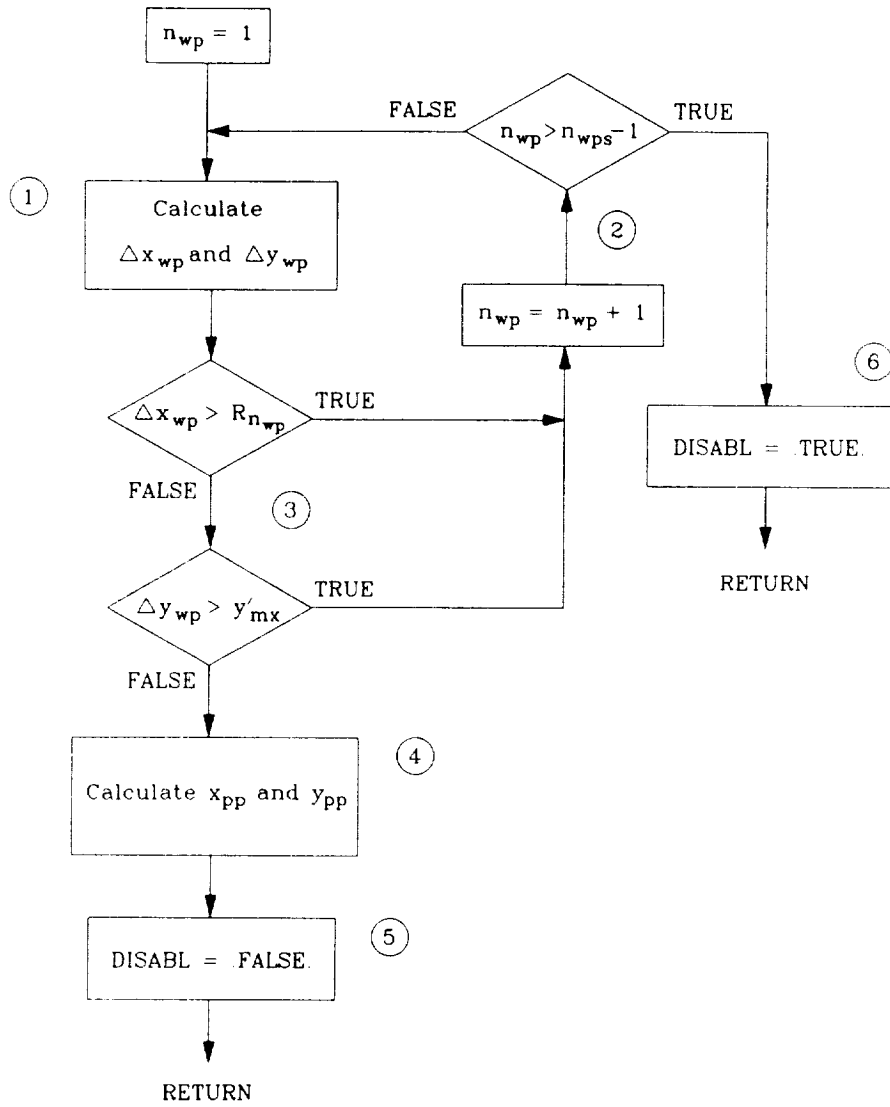 n_wp = 1
FALSE
n_wp > n_wps - 1
TRUE
1
Calculate
Δx_wp and Δy_wp
2
n_wp = n_wp + 1
6
Δx_wp > R_n_wp
TRUE
DISABL = .TRUE.
FALSE
3
RETURN
Δy_wp > y′_mx
TRUE
FALSE
4
Calculate x_pp and y_pp
5
DISABL = .FALSE.
RETURN